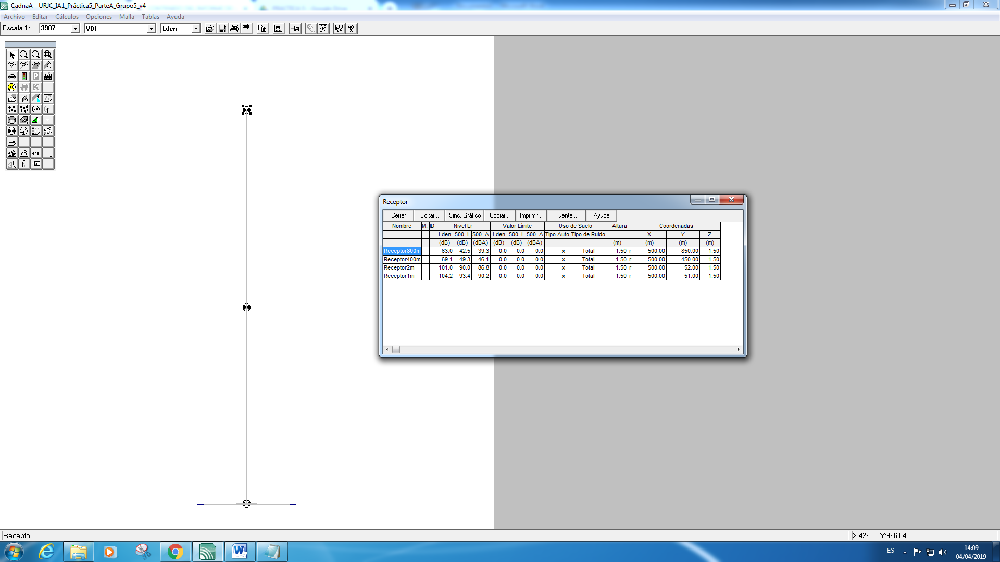 CadnaA - URJC_IA1_Práctica5_ParteA_Grupo5_v4
Archivo Editar Cálculos Opciones Malla Tablas Ayuda
Escala 1: 3987 V01 Lden
P
K
G
WA
dB abc
lm
Receptor
Cerrar Editar... Sinc. Gráfico Copiar... Imprimir... Fuente... Ayuda
Nombre M. ID Nivel Lr Valor Límite Uso de Suelo Altura Coordenadas
Lden 500_L 500_A Lden 500_L 500_A Tipo Auto Tipo de Ruido X Y Z
(dB) (dB) (dBA) (dB) (dB) (dBA) (m) (m) (m) (m)
Receptor800m 63.0 42.5 39.3 0.0 0.0 0.0 x Total 1.50 r 500.00 850.00 1.50
Receptor400m 69.1 49.3 46.1 0.0 0.0 0.0 x Total 1.50 r 500.00 450.00 1.50
Receptor2m 101.0 90.0 86.8 0.0 0.0 0.0 x Total 1.50 r 500.00 52.00 1.50
Receptor1m 104.2 93.4 90.2 0.0 0.0 0.0 x Total 1.50 r 500.00 51.00 1.50
Receptor
X:429.33 Y:996.84
ES
14:09
04/04/2019